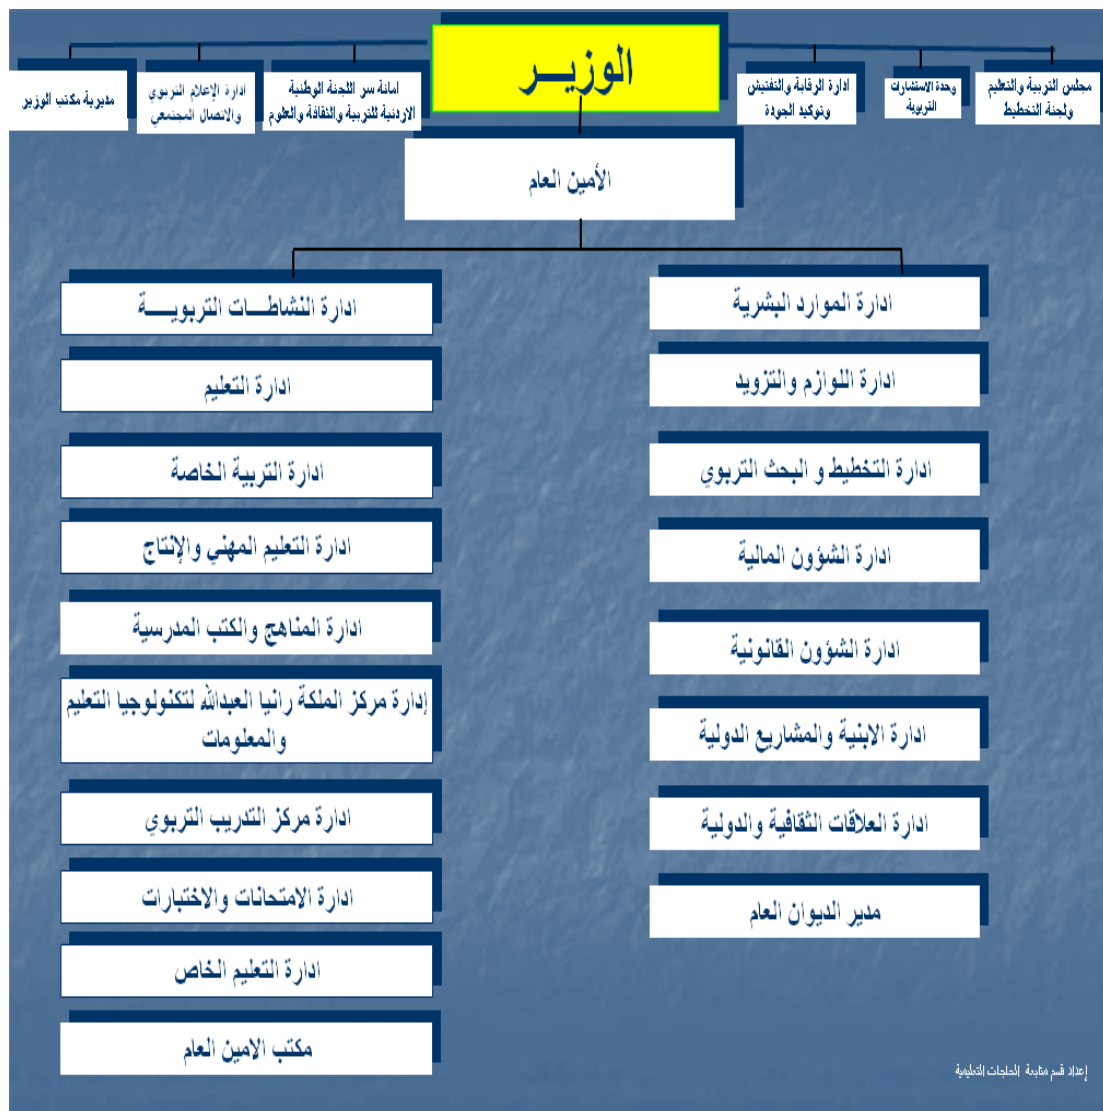 الوزيــر
مجلس التربية والتعليم
ولجنة التخطيط
وحدة الاستشارات
التربوية
ادارة الرقابة والتفتيش
وتوكيد الجودة
امانة سر اللجنة الوطنية
الاردنية للتربية والثقافة والعلوم
ادارة الإعلام التربوي
والاتصال المجتمعي
مديرية مكتب الوزير
الأمين العام
ادارة الموارد البشرية
ادارة اللوازم والتزويد
ادارة التخطيط و البحث التربوي
ادارة الشؤون المالية
ادارة الشؤون القانونية
ادارة الابنية والمشاريع الدولية
ادارة العلاقات الثقافية والدولية
مدير الديوان العام
ادارة النشاطـــات التربويــــة
ادارة التعليم
ادارة التربية الخاصة
ادارة التعليم المهني والإنتاج
ادارة المناهج والكتب المدرسية
إدارة مركز الملكة رانيا العبدالله لتكنولوجيا التعليم
والمعلومات
ادارة مركز التدريب التربوي
ادارة الامتحانات والاختبارات
ادارة التعليم الخاص
مكتب الامين العام
إعداد قسم متابعة الحاجات التعليمية